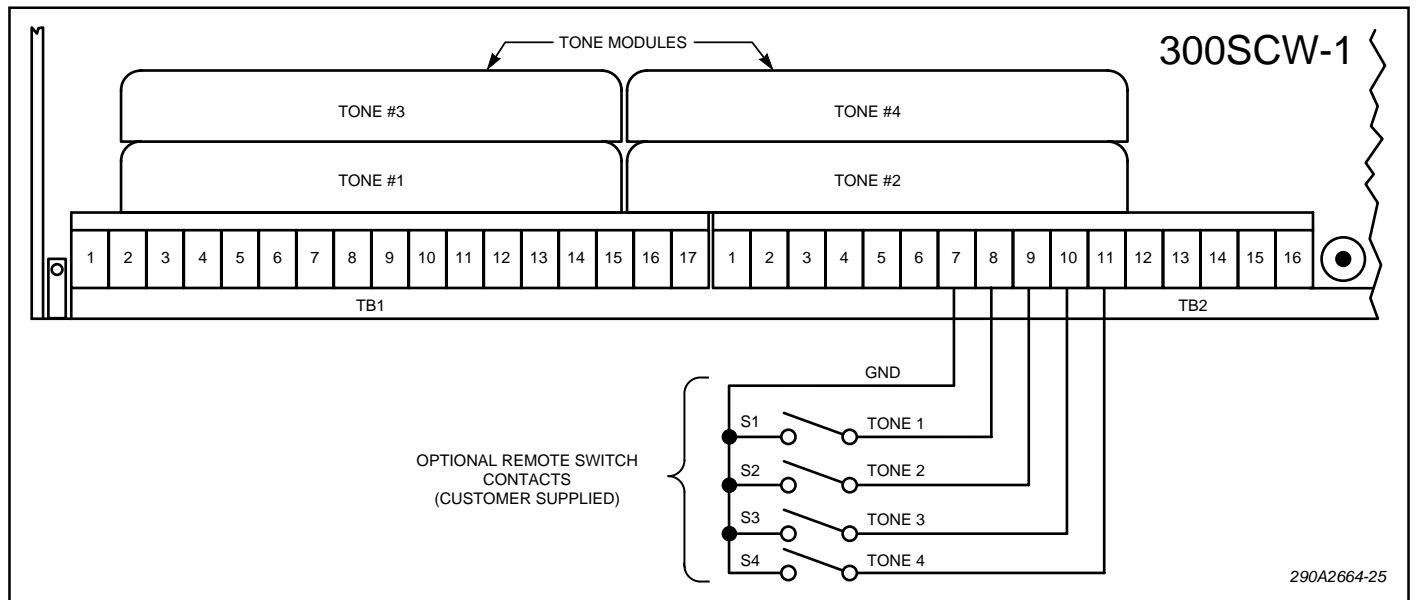 TONE MODULES
300SCW-1
TONE #3
TONE #4
TONE #1
TONE #2
1 2 3 4 5 6 7 8 9 10 11 12 13 14 15 16 17 1 2 3 4 5 6 7 8 9 10 11 12 13 14 15 16
TB1
TB2
GND
S1 TONE 1
S2 TONE 2
S3 TONE 3
S4 TONE 4
OPTIONAL REMOTE SWITCH
CONTACTS
(CUSTOMER SUPPLIED)
290A2664-25